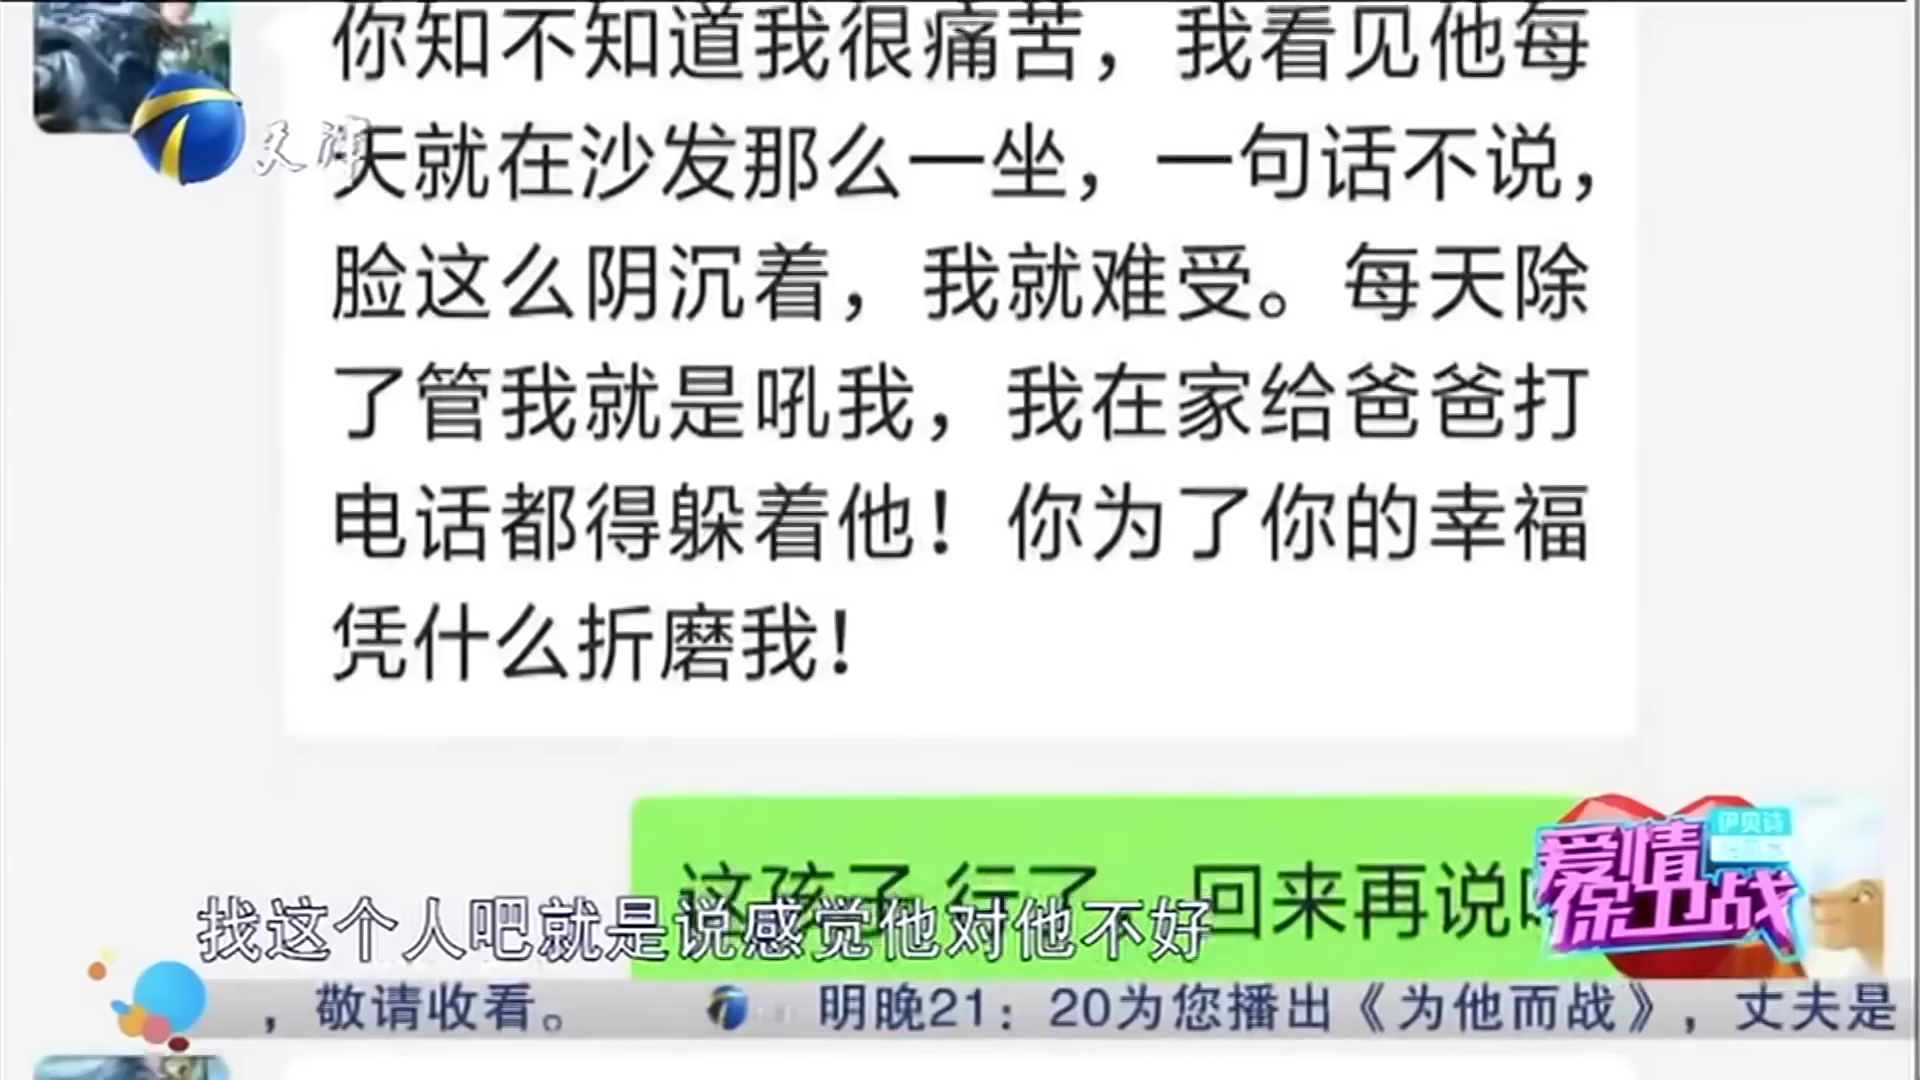 你知不知道我很痛苦，我看见他每
天就在沙发那么一坐，一句话不说，
脸这么阴沉着，我就难受。每天除
了管我就是吼我，我在家给爸爸打
电话都得躲着他！你为了你的幸福
凭什么折磨我！
天津
这孩子 行了，回来再说
伊贝诗
爱情
保卫战
找这个人吧就是说感觉他对他不好
，敬请收看。 明晚21：20为您播出《为他而战》，丈夫是